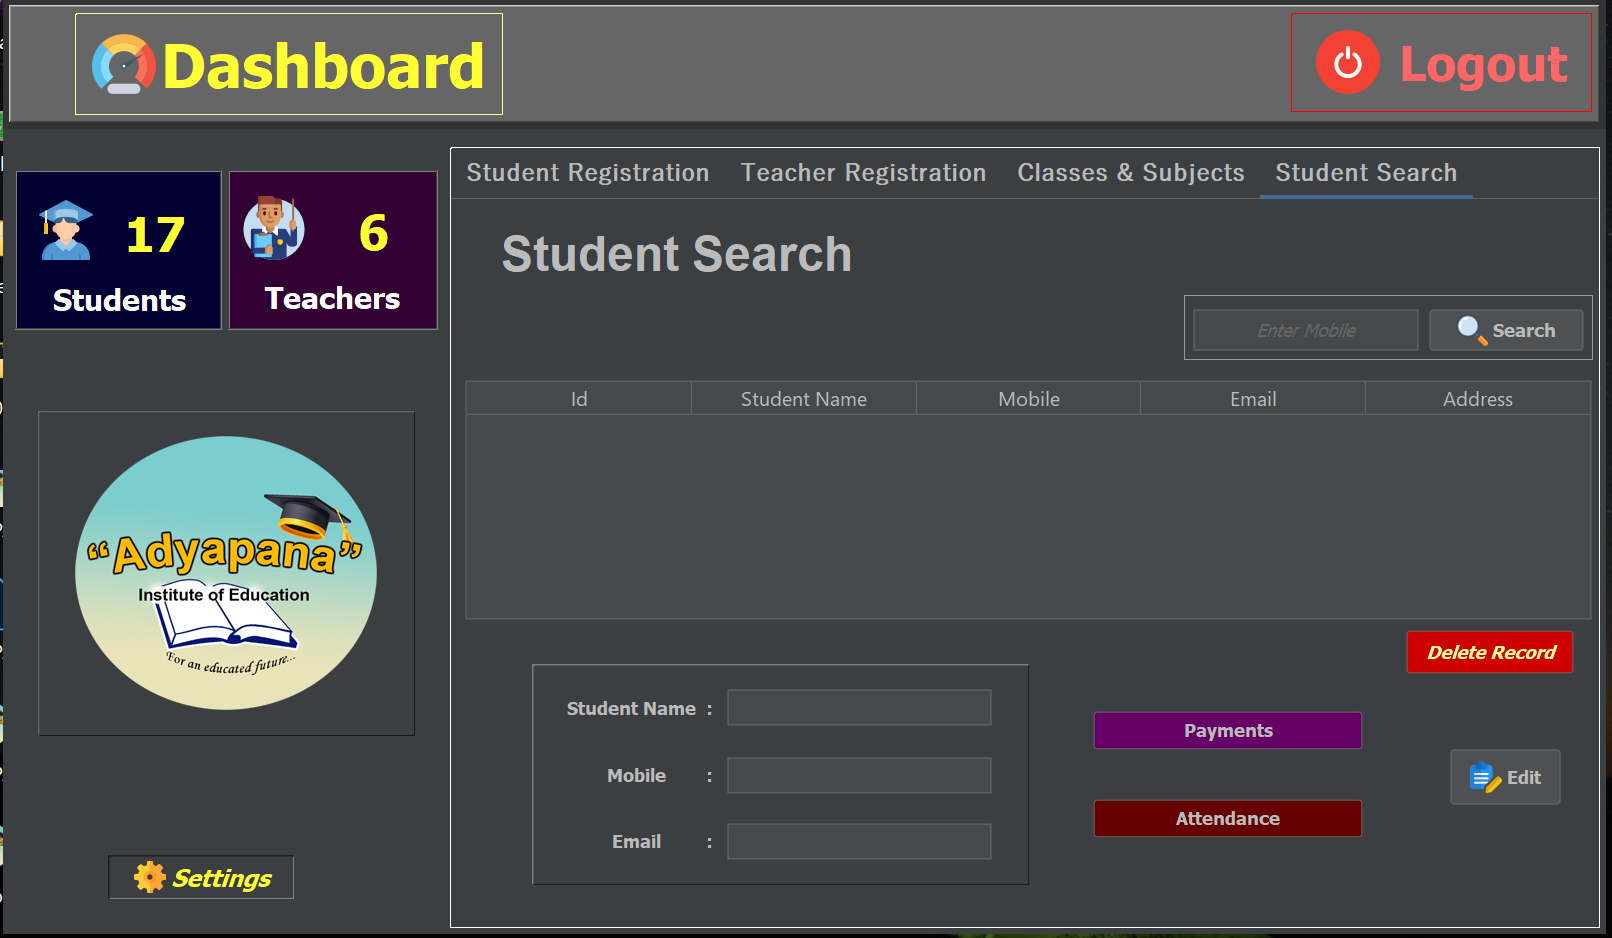 Dashboard
Logout
17
Students
6
Teachers
Student Registration Teacher Registration Classes & Subjects Student Search
Student Search
Enter Mobile
Search
Id Student Name Mobile Email Address
“Adyapana”
Institute of Education
For an educated future...
Delete Record
Student Name :
Mobile :
Email :
Payments
Attendance
Edit
Settings